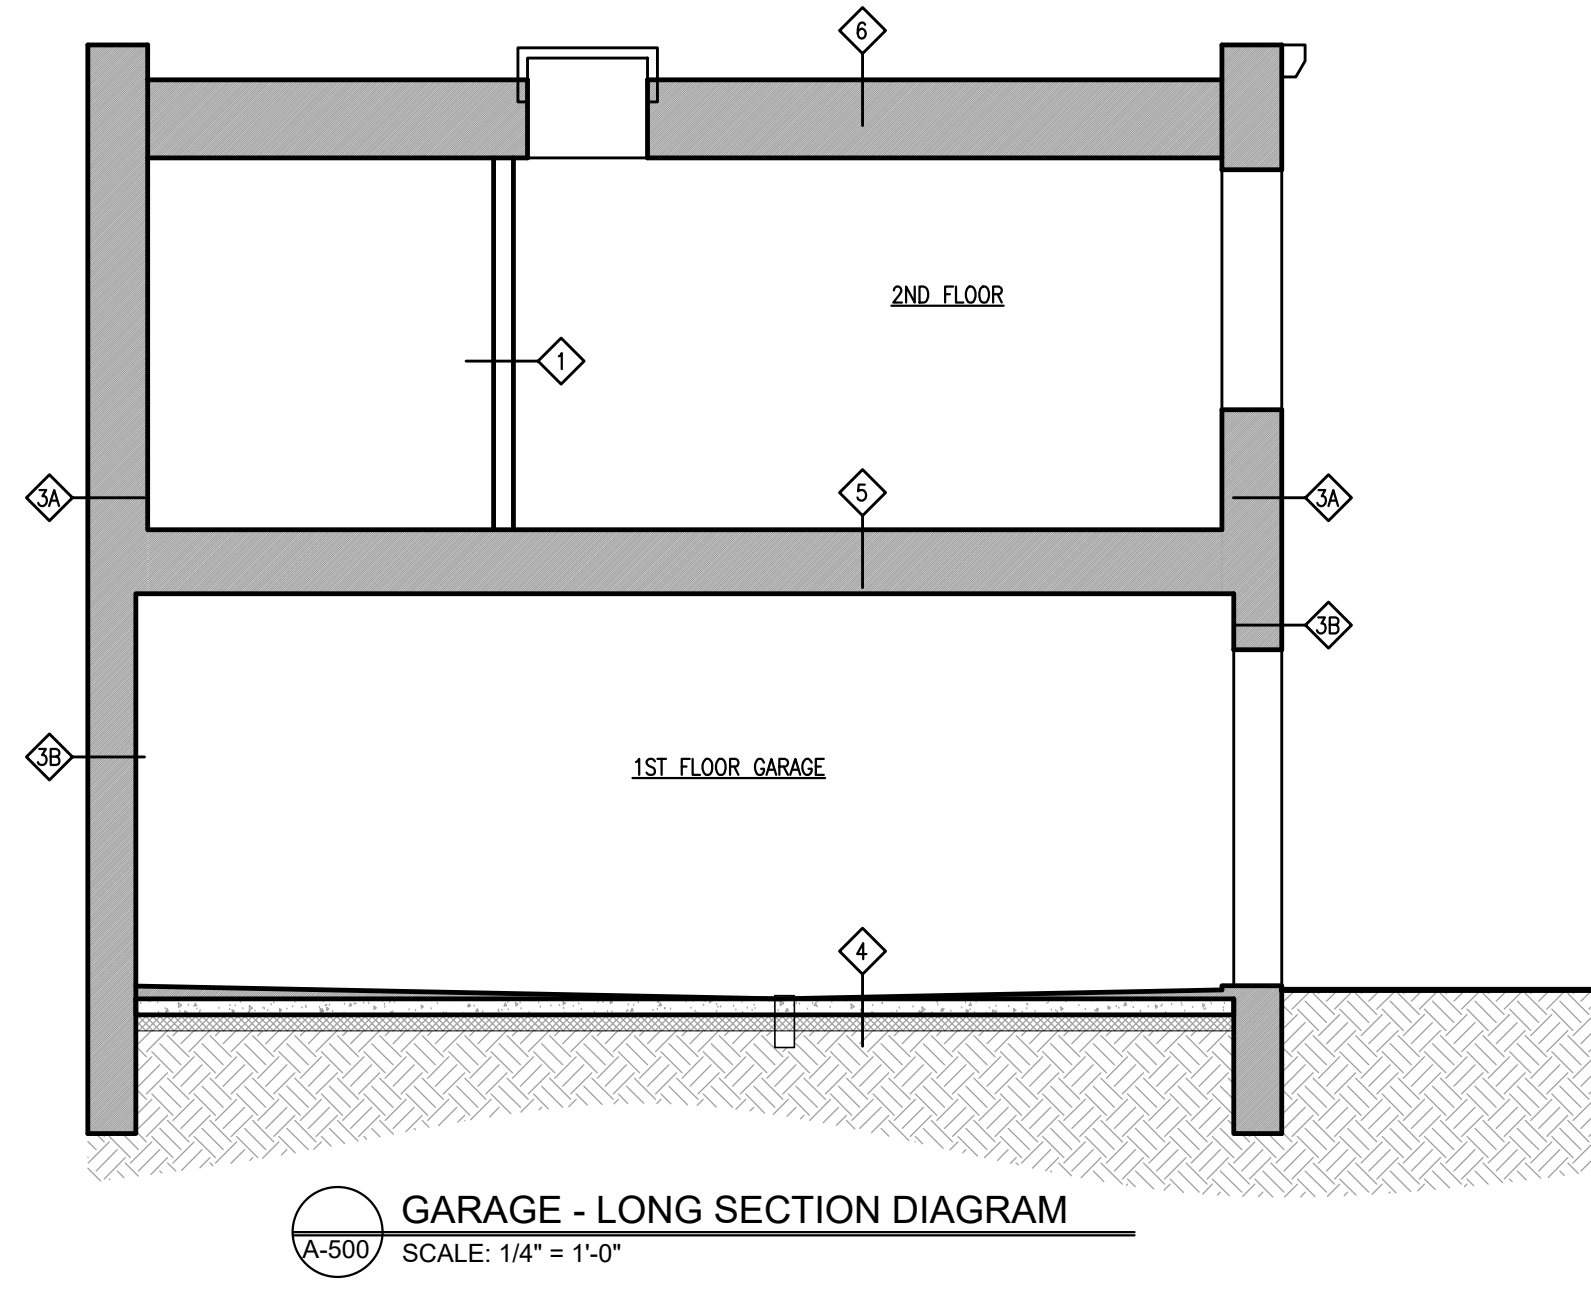 6
2ND FLOOR
1
3A
5
3A
3B
3B
1ST FLOOR GARAGE
4
GARAGE - LONG SECTION DIAGRAM
A-500
SCALE: 1/4" = 1'-0"